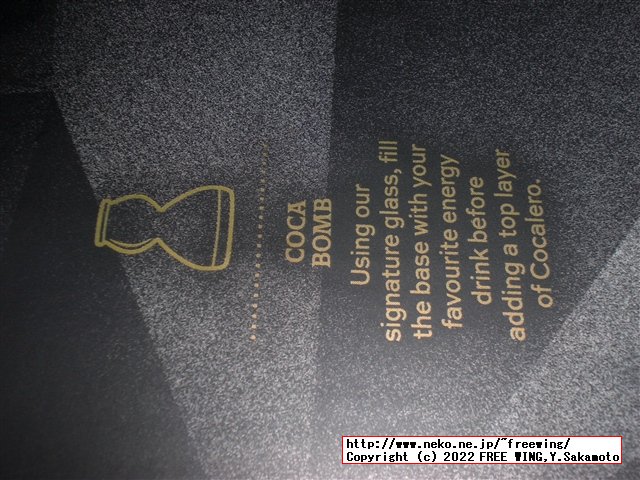 COCA
BOMB
Using our
signature glass, fill
the base with your
favourite energy
drink before
adding a top layer
of Cocalero.
http://www.neko.ne.jp/~freewing/
Copyright (c) 2022 FREE WING,Y.Sakamoto